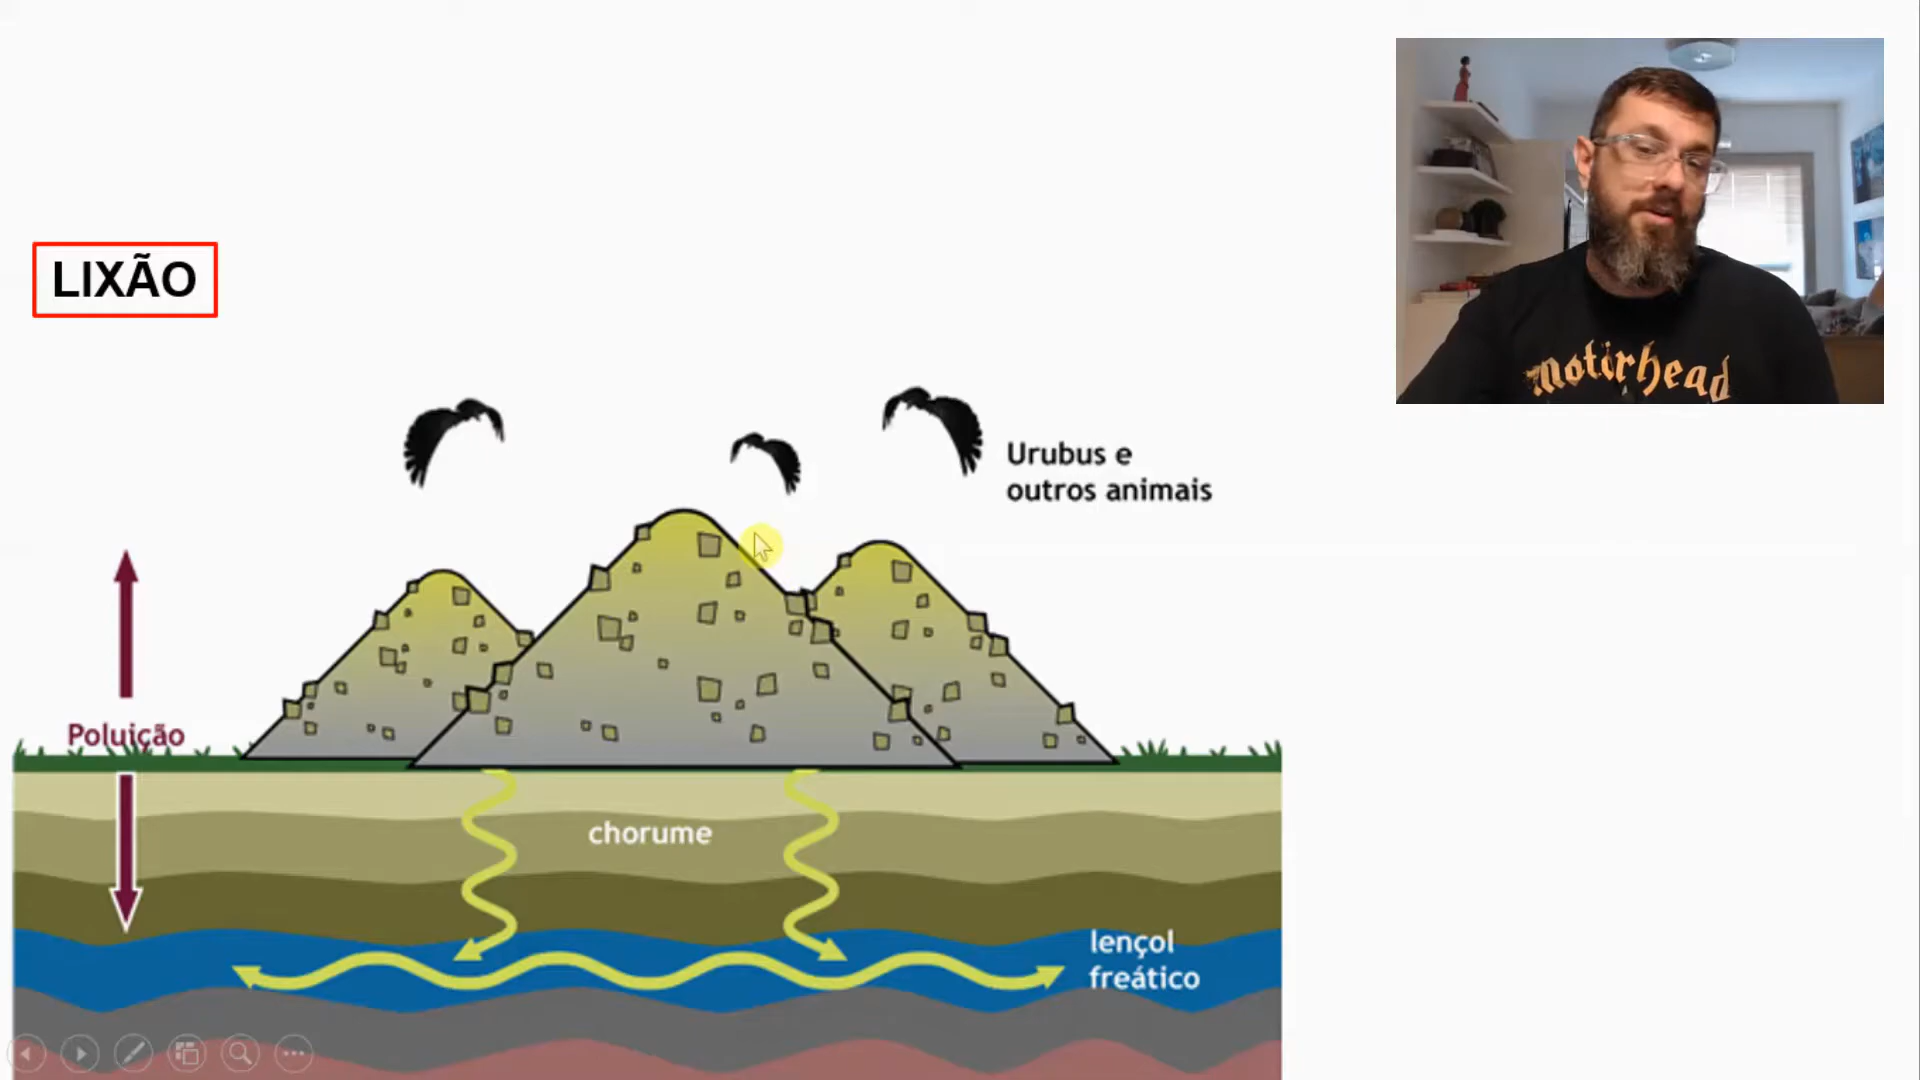 LIXÃO
motörhead
Urubus e
outros animais
Poluição
chorume
lençol
freático